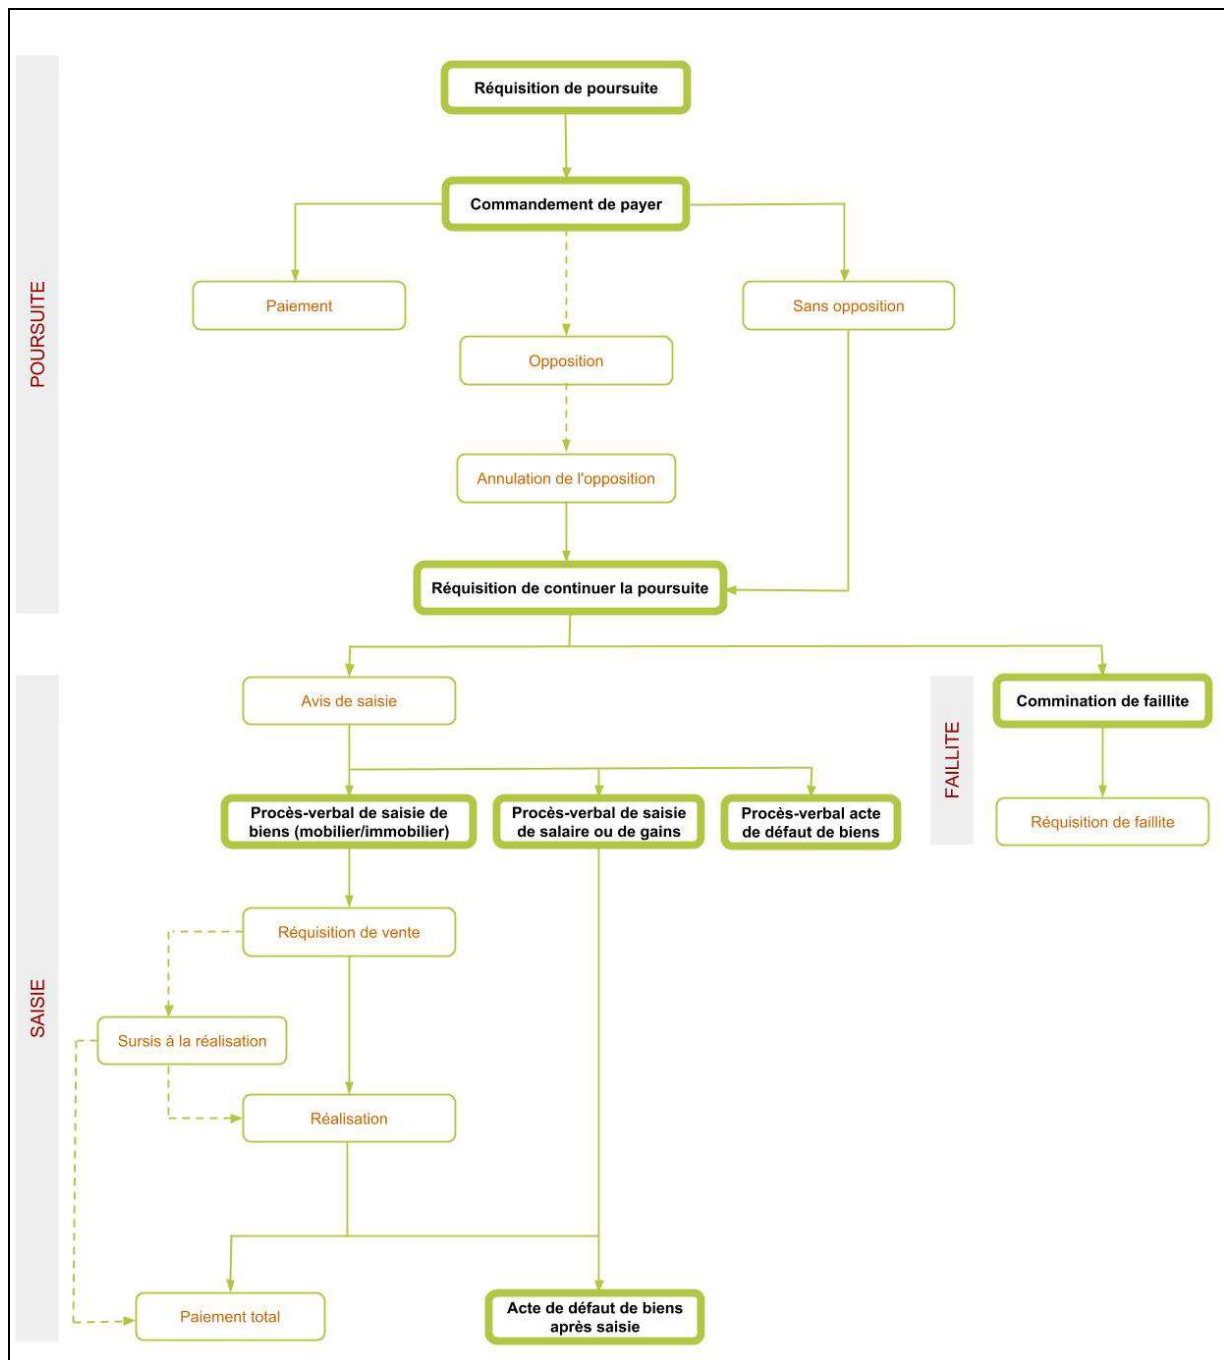 POURSUITE
Réquisition de poursuite
Commandement de payer
Paiement
Sans opposition
Opposition
Annulation de l'opposition
Réquisition de continuer la poursuite
SAISIE
Avis de saisie
FAILLITE
Commination de faillite
Procès-verbal de saisie de
biens (mobilier/immobilier)
Procès-verbal de saisie
de salaire ou de gains
Procès-verbal acte
de défaut de biens
Réquisition de faillite
Réquisition de vente
Sursis à la réalisation
Réalisation
Paiement total
Acte de défaut de biens
après saisie